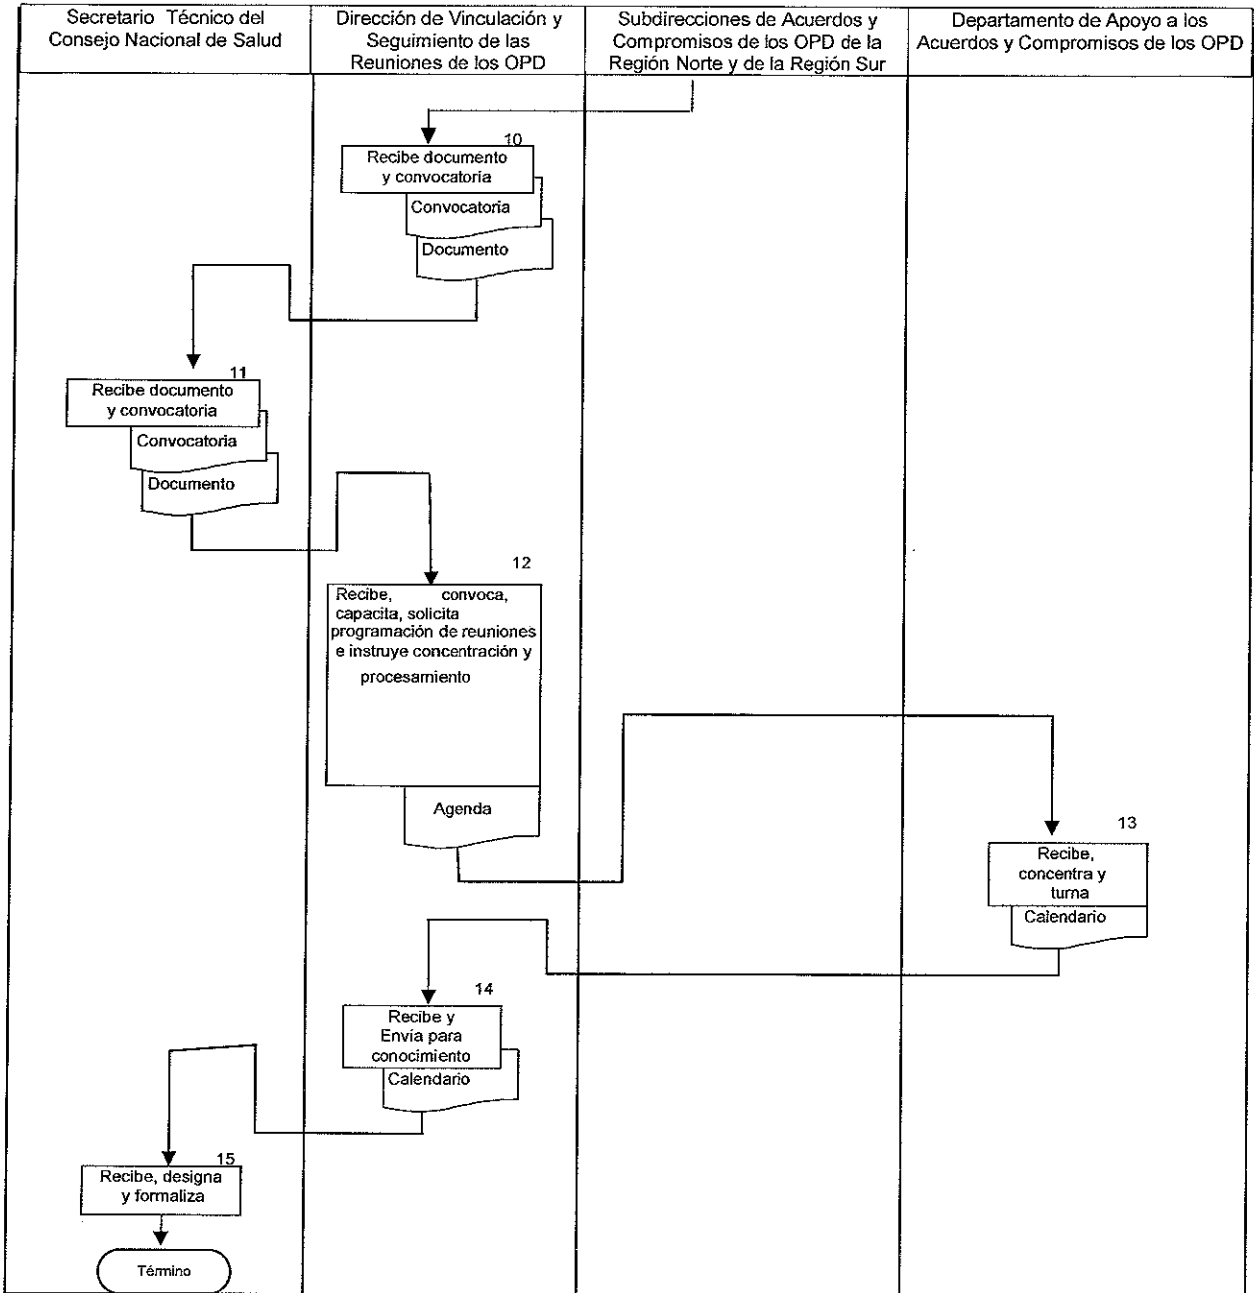 Secretario Técnico del
Consejo Nacional de Salud
Dirección de Vinculación y
Seguimiento de las
Reuniones de los OPD
Subdirecciones de Acuerdos y
Compromisos de los OPD de la
Región Norte y de la Región Sur
Departamento de Apoyo a los
Acuerdos y Compromisos de los OPD
10
Recibe documento
y convocatoria
Convocatoria
Documento
11
Recibe documento
y convocatoria
Convocatoria
Documento
12
Recibe, convoca,
capacita, solicita
programación de reuniones
e instruye concentración y
procesamiento
Agenda
13
Recibe,
concentra y
turna
Calendario
14
Recibe y
Envía para
conocimiento
Calendario
15
Recibe, designa
y formaliza
Término